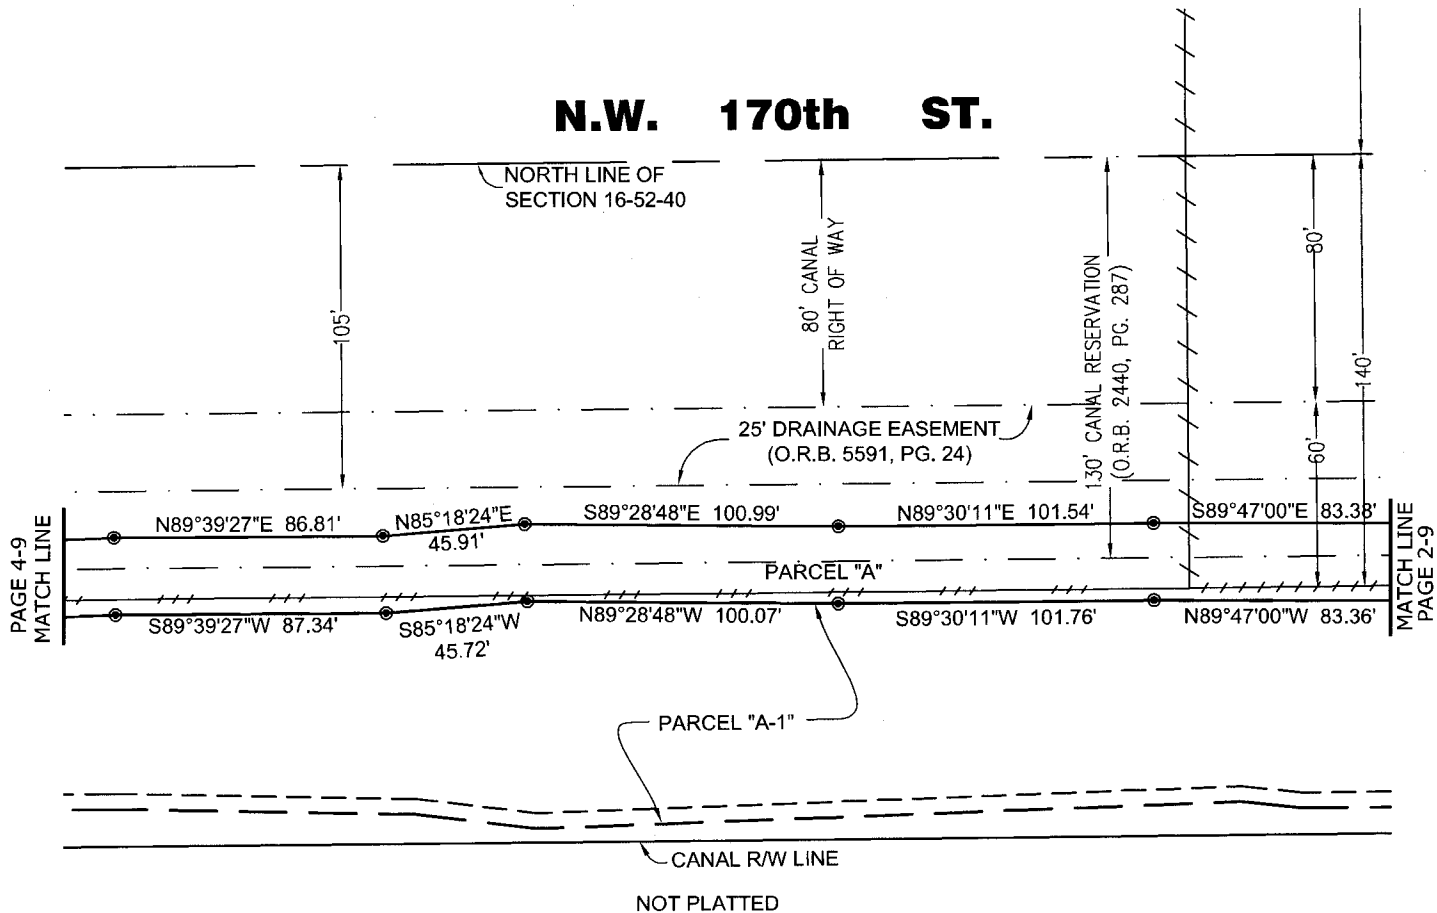 N.W. 170th ST.
NORTH LINE OF
SECTION 16-52-40
105'
80' CANAL
RIGHT OF WAY
130' CANAL RESERVATION
(O.R.B. 2440, PG. 287)
80'
140'
60'
25' DRAINAGE EASEMENT
(O.R.B. 5591, PG. 24)
PAGE 4-9
MATCH LINE
N89°39'27"E 86.81'
N85°18'24"E
45.91'
S89°28'48"E 100.99'
N89°30'11"E 101.54'
S89°47'00"E 83.38'
MATCH LINE
PAGE 2-9
PARCEL "A"
S89°39'27"W 87.34'
S85°18'24"W
45.72'
N89°28'48"W 100.07'
S89°30'11"W 101.76'
N89°47'00"W 83.36'
PARCEL "A-1"
CANAL R/W LINE
NOT PLATTED